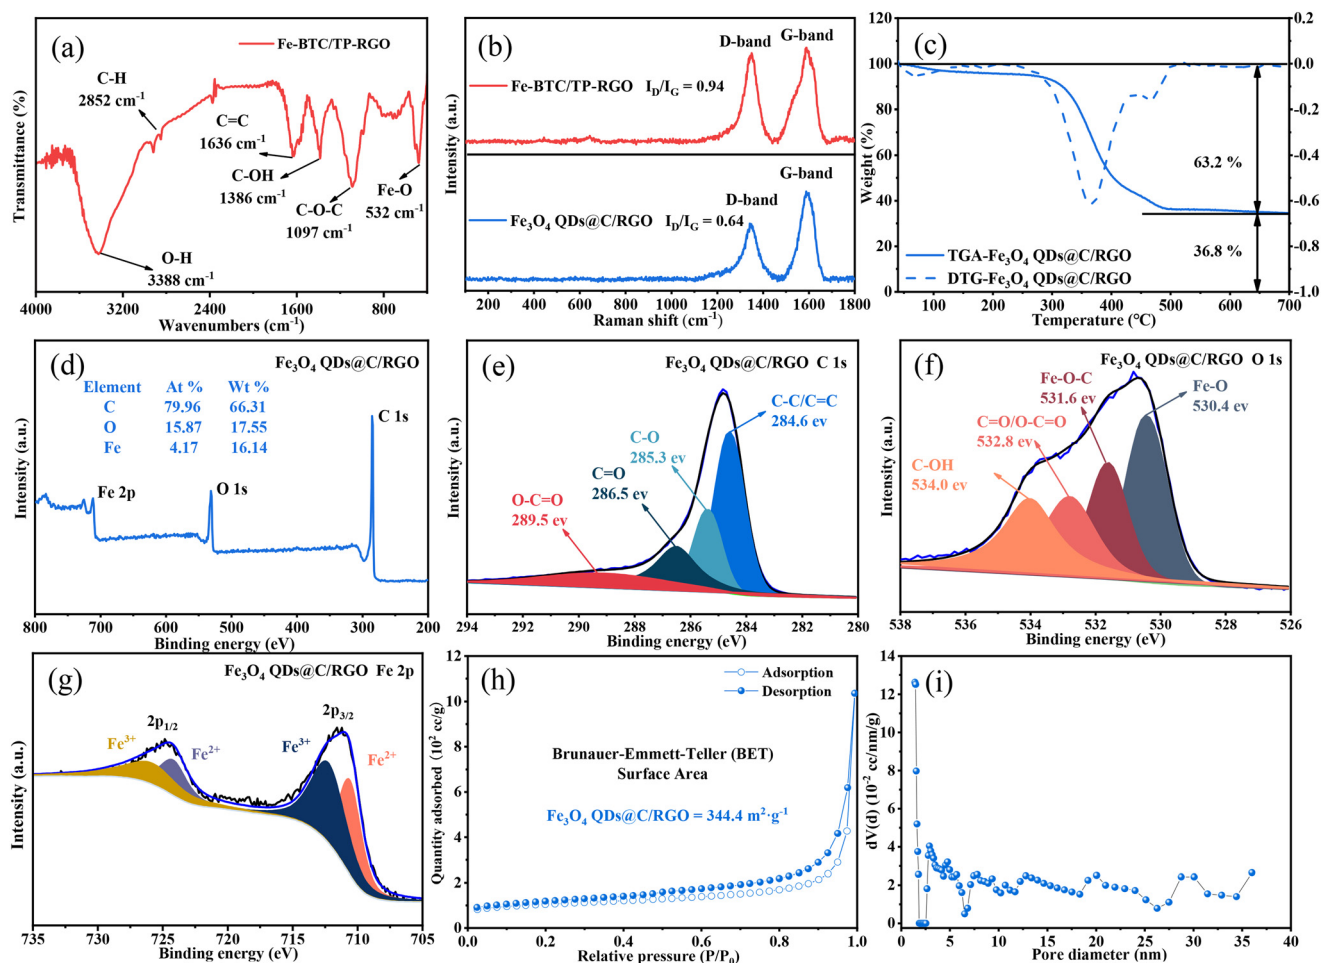 (a)
Fe-BTC/TP-RGO
C-H
2852 cm⁻¹
C=C
1636 cm⁻¹
C-OH
1386 cm⁻¹
C-O-C
1097 cm⁻¹
Fe-O
532 cm⁻¹
O-H
3388 cm⁻¹
Transmittance (%)
4000 3200 2400 1600 800
Wavenumbers (cm⁻¹)
(b)
D-band
G-band
Fe-BTC/TP-RGO I_D/I_G = 0.94
G-band
D-band
Fe₃O₄ QDs@C/RGO I_D/I_G = 0.64
Intensity (a.u.)
200 400 600 800 1000 1200 1400 1600 1800
Raman shift (cm⁻¹)
(c)
120
100
80
60
40
20
0
Weight (%)
0.2
0.0
-0.2
-0.4
-0.6
-0.8
-1.0
63.2 %
36.8 %
TGA-Fe₃O₄ QDs@C/RGO
DTG-Fe₃O₄ QDs@C/RGO
100 200 300 400 500 600 700
Temperature (℃)
(d)
Fe₃O₄ QDs@C/RGO
Element At % Wt %
C 79.96 66.31
O 15.87 17.55
Fe 4.17 16.14
C 1s
Fe 2p
O 1s
Intensity (a.u.)
800 700 600 500 400 300 200
Binding energy (eV)
(e)
Fe₃O₄ QDs@C/RGO C 1s
C-C/C=C
284.6 ev
C-O
285.3 ev
C=O
286.5 ev
O-C=O
289.5 ev
Intensity (a.u.)
294 292 290 288 286 284 282 280
Binding energy (eV)
(f)
Fe₃O₄ QDs@C/RGO O 1s
Fe-O-C
531.6 ev
Fe-O
530.4 ev
C=O/O-C=O
532.8 ev
C-OH
534.0 ev
Intensity (a.u.)
538 536 534 532 530 528 526
Binding energy (eV)
(g)
Fe₃O₄ QDs@C/RGO Fe 2p
2p₁/₂
2p₃/₂
Fe³⁺
Fe²⁺
Fe³⁺
Fe²⁺
Intensity (a.u.)
735 730 725 720 715 710 705
Binding energy (eV)
(h)
Adsorption
Desorption
Brunauer-Emmett-Teller (BET)
Surface Area
Fe₃O₄ QDs@C/RGO = 344.4 m²·g⁻¹
12
10
8
6
4
2
0
Quantity adsorbed (10² cc/g)
0.0 0.2 0.4 0.6 0.8 1.0
Relative pressure (P/P₀)
(i)
14
12
10
8
6
4
2
0
dV(d) (10⁻² cc/nm/g)
0 5 10 15 20 25 30 35 40
Pore diameter (nm)